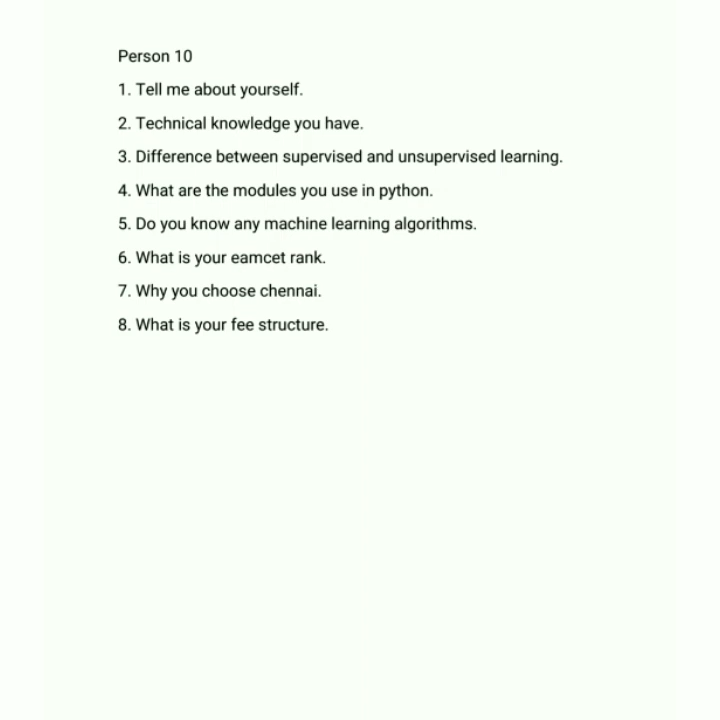 Person 10
1. Tell me about yourself.
2. Technical knowledge you have.
3. Difference between supervised and unsupervised learning.
4. What are the modules you use in python.
5. Do you know any machine learning algorithms.
6. What is your eamcet rank.
7. Why you choose chennai.
8. What is your fee structure.